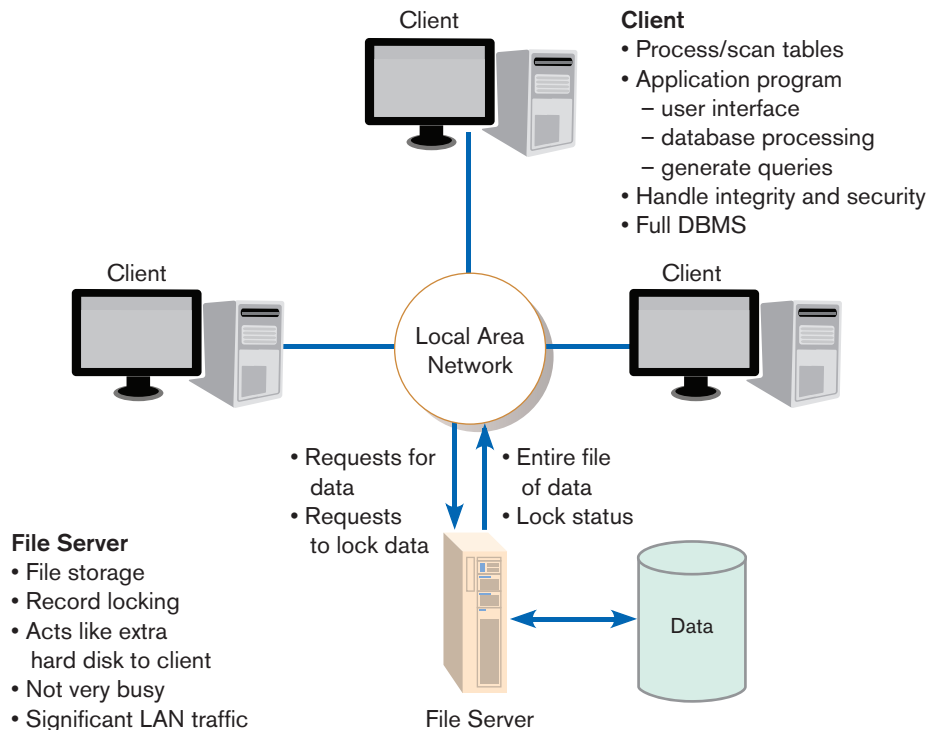 Client
Client
• Process/scan tables
• Application program
– user interface
– database processing
– generate queries
• Handle integrity and security
• Full DBMS
Client
Client
Local Area
Network
• Requests for
data
• Requests
to lock data
• Entire file
of data
• Lock status
File Server
• File storage
• Record locking
• Acts like extra
hard disk to client
• Not very busy
• Significant LAN traffic
File Server
Data